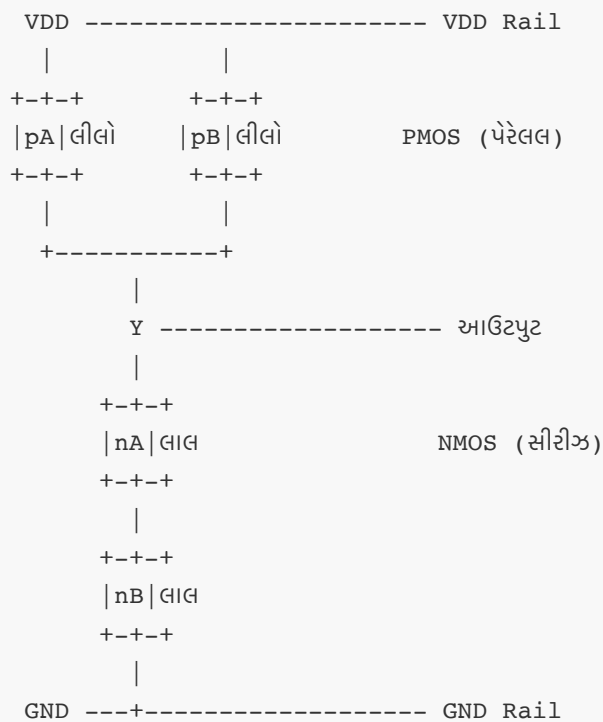 VDD ---------------------- VDD Rail
|            |
+-+-+       +-+-+
|pA|લીલો    |pB|લીલો        PMOS (પેરેલલ)
+-+-+       +-+-+
|            |
+-----------+
|
Y ------------------- આઉટપુટ
|
+-+-+
|nA|લાલ                NMOS (સીરીઝ)
+-+-+
|
+-+-+
|nB|લાલ
+-+-+
|
GND ---+------------------- GND Rail